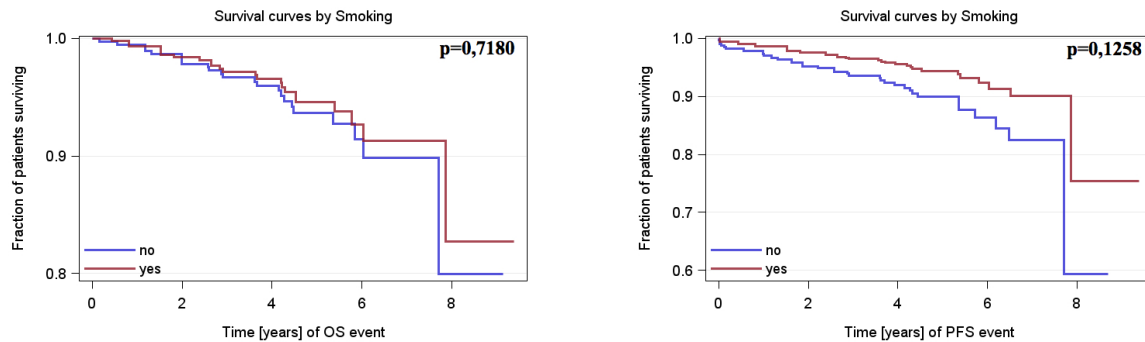 Survival curves by Smoking
p=0,7180
Fraction of patients surviving
1.0
0.9
0.8
no
yes
0
2
4
6
8
Time [years] of OS event
Survival curves by Smoking
p=0,1258
Fraction of patients surviving
1.0
0.9
0.8
0.7
0.6
no
yes
0
2
4
6
8
Time [years] of PFS event